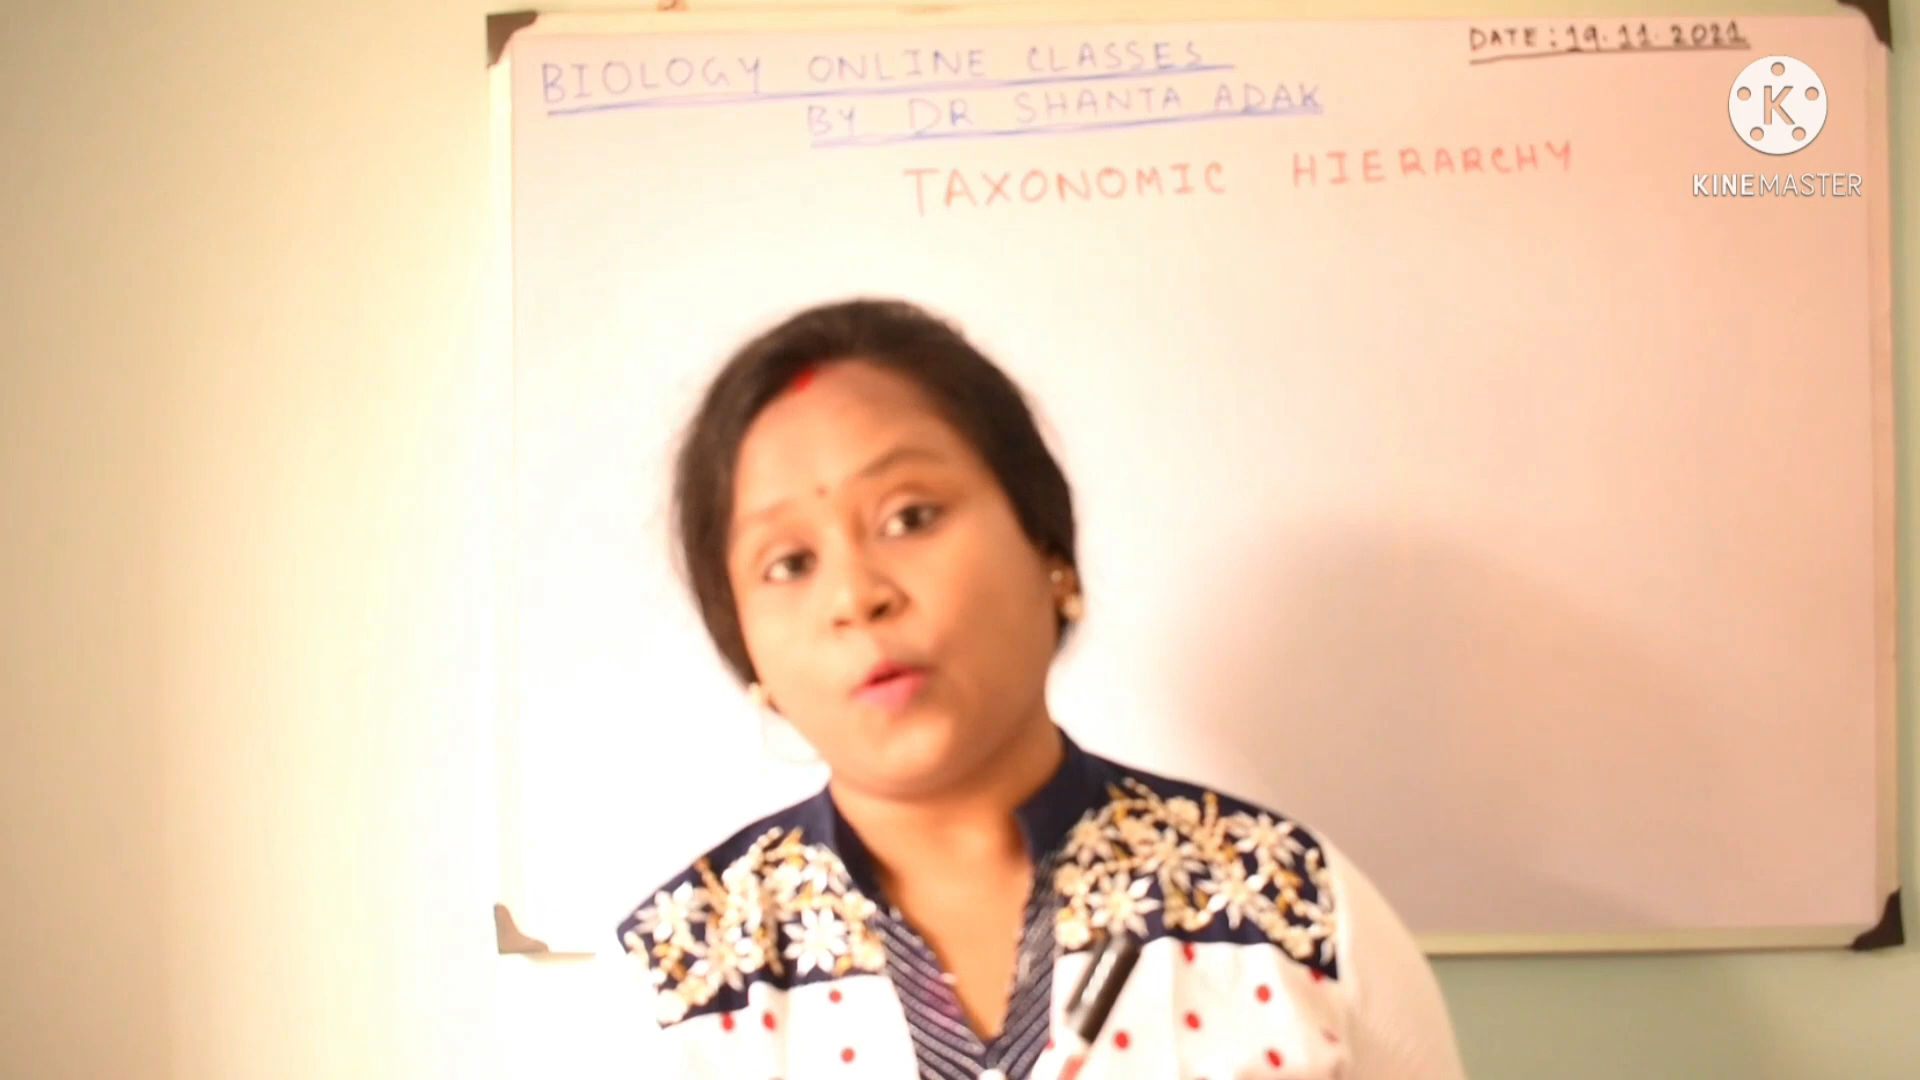 BIOLOGY ONLINE CLASSES
BY DR SHANTA ADAK
DATE: 19.11.2021
TAXONOMIC HIERARCHY
K
KINEMASTER